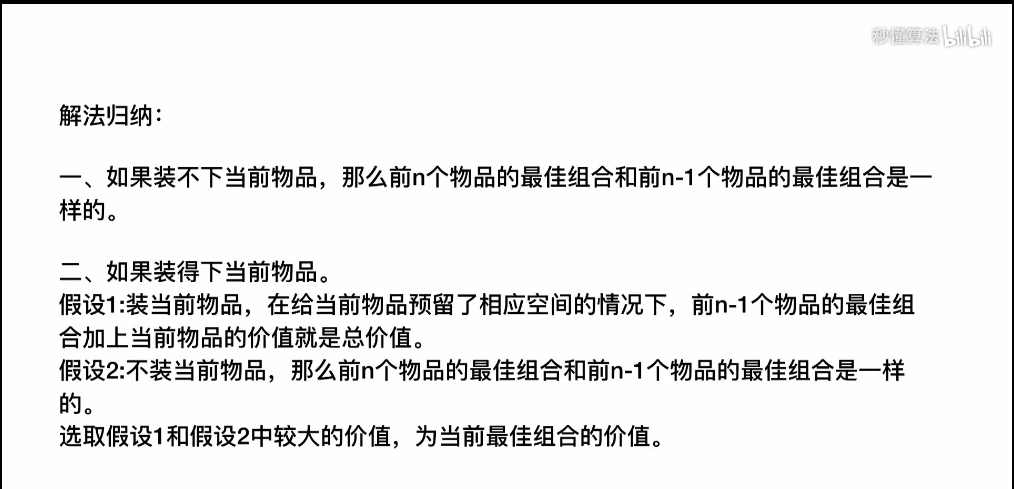 秒懂算法 bilibili
解法归纳：
一、如果装不下当前物品，那么前n个物品的最佳组合和前n-1个物品的最佳组合是一
样的。
二、如果装得下当前物品。
假设1:装当前物品，在给当前物品预留了相应空间的情况下，前n-1个物品的最佳组
合加上当前物品的价值就是总价值。
假设2:不装当前物品，那么前n个物品的最佳组合和前n-1个物品的最佳组合是一样
的。
选取假设1和假设2中较大的价值，为当前最佳组合的价值。